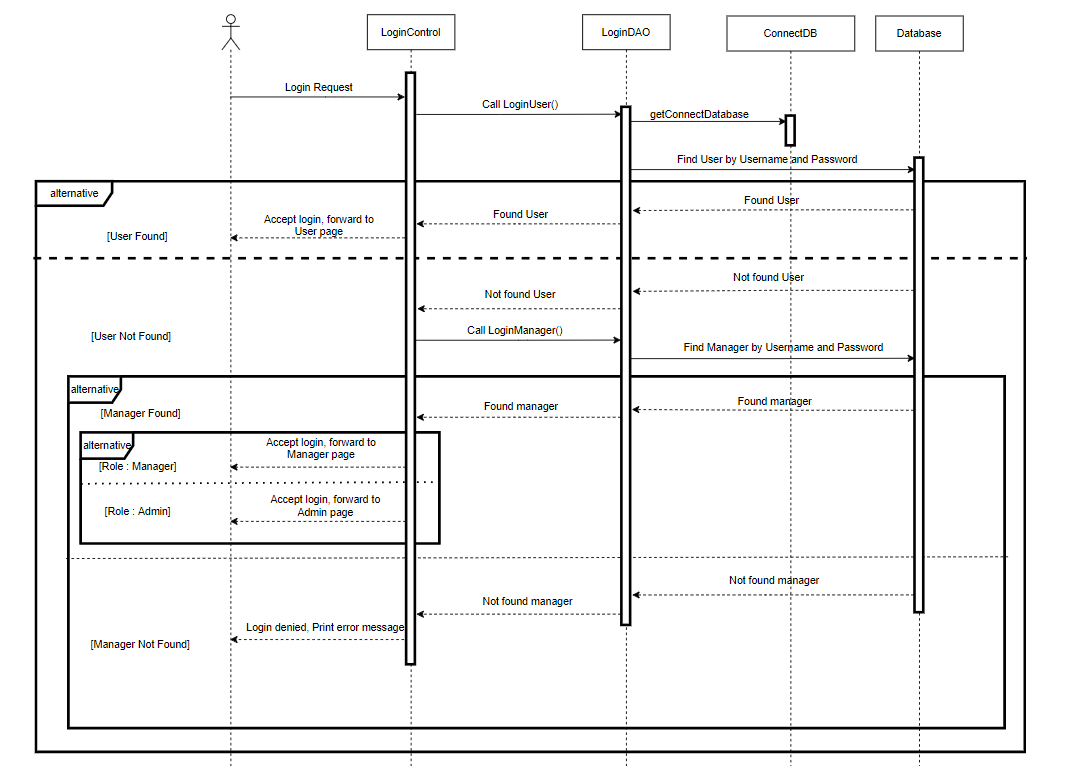 LoginControl
LoginDAO
ConnectDB
Database
Login Request
Call LoginUser()
getConnectDatabase
Find User by Username and Password
alternative
Found User
Found User
Accept login, forward to
User page
[User Found]
Not found User
Not found User
Call LoginManager()
[User Not Found]
Find Manager by Username and Password
alternative
Found manager
Found manager
[Manager Found]
alternative
Accept login, forward to
Manager page
[Role : Manager]
Accept login, forward to
Admin page
[Role : Admin]
Not found manager
Not found manager
Login denied, Print error message
[Manager Not Found]